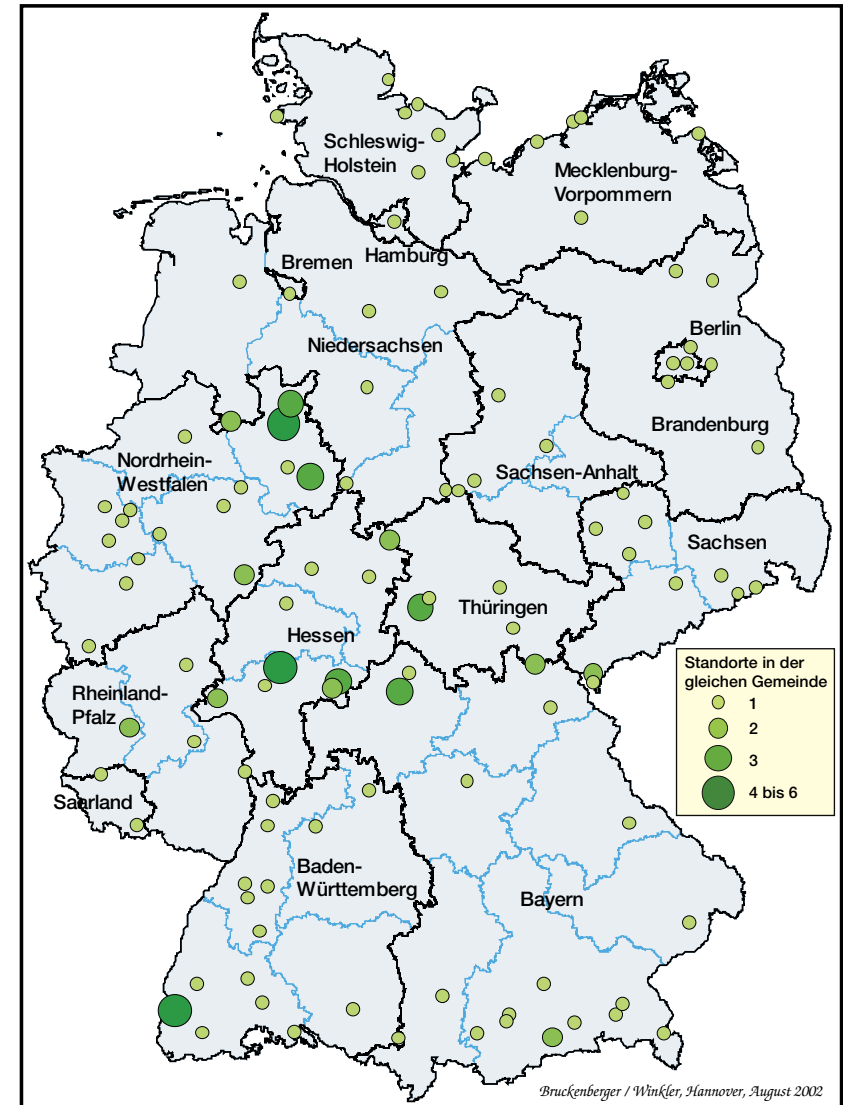 Schleswig-
Holstein
Mecklenburg-
Vorpommern
Hamburg
Bremen
Niedersachsen
Berlin
Brandenburg
Nordrhein-
Westfalen
Sachsen-Anhalt
Sachsen
Thüringen
Hessen
Rheinland-
Pfalz
Saarland
Baden-
Württemberg
Bayern
Standorte in der
gleichen Gemeinde
1
2
3
4 bis 6
Bruckenberger / Winkler, Hannover, August 2002